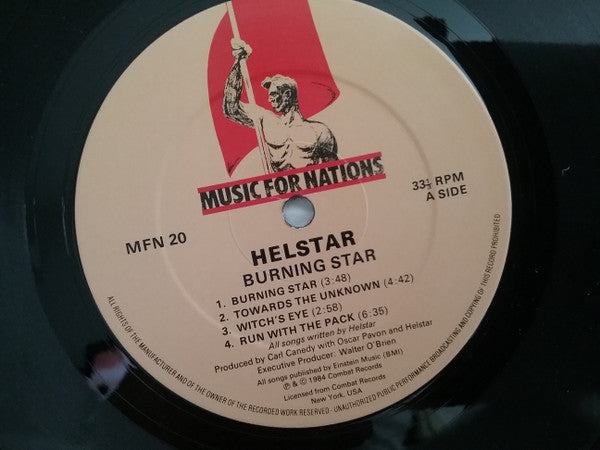 MUSIC FOR NATIONS
33⅓ RPM
A SIDE
MFN 20
HELSTAR
BURNING STAR
1. BURNING STAR (3:48)
2. TOWARDS THE UNKNOWN (4:42)
3. WITCH'S EYE (2:58)
4. RUN WITH THE PACK (6:35)
All songs written by Helstar
Produced by Carl Canedy with Oscar Pavon and Helstar
Executive Producer: Walter O'Brien
All songs published by Einstein Music (BMI)
℗ & © 1984 Combat Records
Licensed from Combat Records
New York. USA
ALL RIGHTS OF THE MANUFACTURER AND OF THE OWNER OF THE RECORDED WORK RESERVED - UNAUTHORIZED PUBLIC PERFORMANCE BROADCASTING AND COPYING OF THIS RECORD PROHIBITED